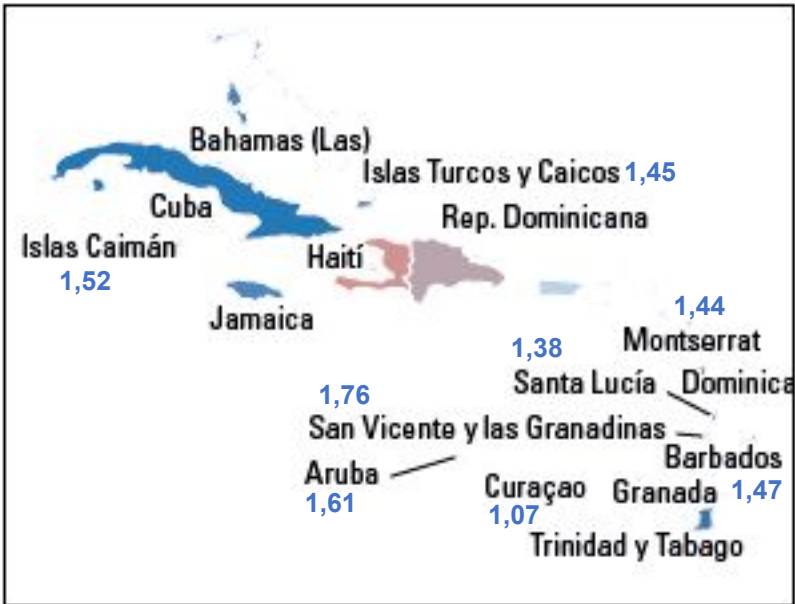 Bahamas (Las)
Islas Turcos y Caicos 1,45
Cuba
Rep. Dominicana
Islas Caimán
Haití
1,52
Jamaica
1,44
Montserrat
1,38
Santa Lucía
Dominica
1,76
San Vicente y las Granadinas
Barbados
Aruba
Curaçao
Granada 1,47
1,61
1,07
Trinidad y Tabago